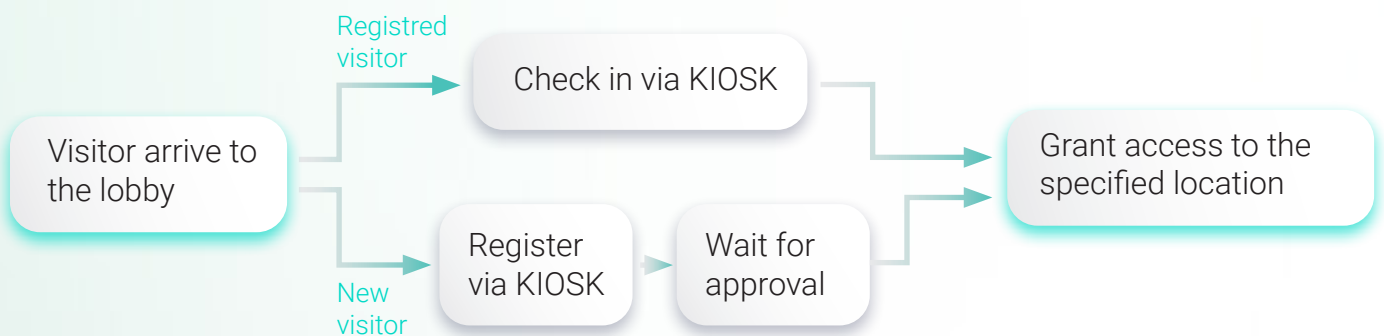 Registred
visitor
Check in via KIOSK
Visitor arrive to
the lobby
Grant access to the
specified location
Register
via KIOSK
Wait for
approval
New
visitor